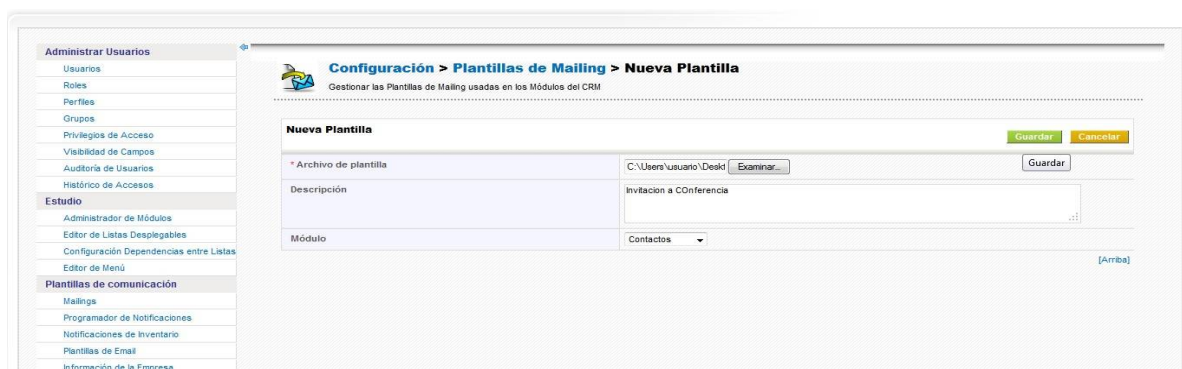 Administrar Usuarios
Usuarios
Roles
Perfiles
Grupos
Privilegios de Acceso
Visibilidad de Campos
Auditoría de Usuarios
Histórico de Accesos
Estudio
Administrador de Módulos
Editor de Listas Desplegables
Configuración Dependencias entre Listas
Editor de Menú
Plantillas de comunicación
Mailings
Programador de Notificaciones
Notificaciones de Inventario
Plantillas de Email
Información de la Empresa
Configuración > Plantillas de Mailing > Nueva Plantilla
Gestionar las Plantillas de Mailing usadas en los Módulos del CRM
Nueva Plantilla
Guardar Cancelar
* Archivo de plantilla C:\Users\usuario\Deskt Examinar... Guardar
Descripción Invitacion a COnferencia
Módulo Contactos
[Arriba]